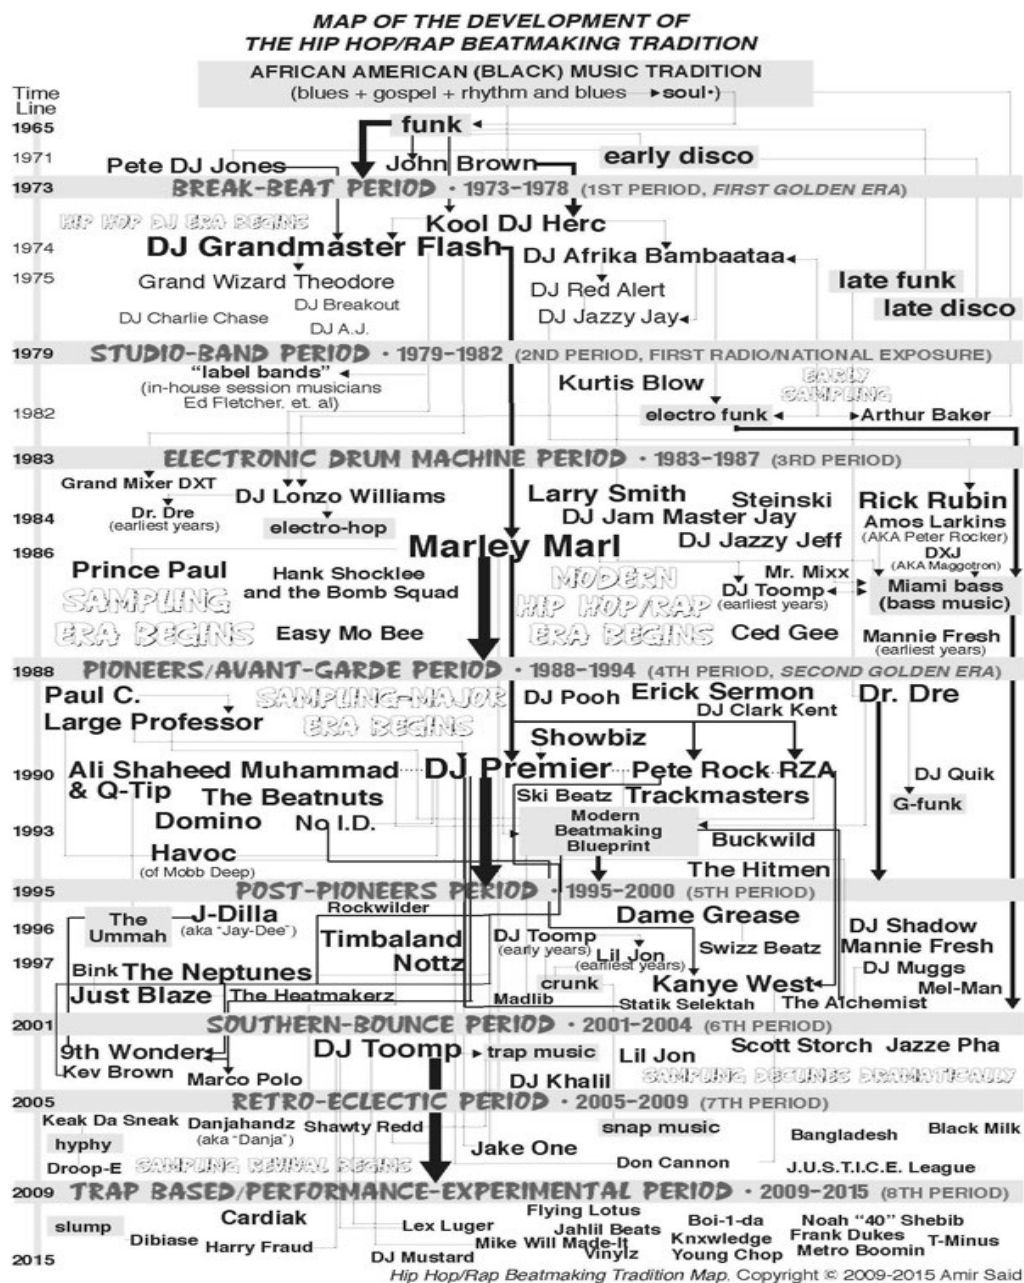 MAP OF THE DEVELOPMENT OF
THE HIP HOP/RAP BEATMAKING TRADITION
AFRICAN AMERICAN (BLACK) MUSIC TRADITION
(blues + gospel + rhythm and blues soul•)
Time
Line
1965
funk
1971
Pete DJ Jones
John Brown
early disco
1973
BREAK-BEAT PERIOD • 1973-1978 (1ST PERIOD, FIRST GOLDEN ERA)
HIP HOP DJ ERA BEGINS
Kool DJ Herc
1974
DJ Grandmaster Flash
DJ Afrika Bambaataa
1975
Grand Wizard Theodore
DJ Red Alert
late funk
DJ Breakout
late disco
DJ Charlie Chase
DJ Jazzy Jay
DJ A.J.
1979
STUDIO-BAND PERIOD • 1979-1982 (2ND PERIOD, FIRST RADIO/NATIONAL EXPOSURE)
"label bands"
(in-house session musicians
Ed Fletcher. et. al)
Kurtis Blow
EARLY
SAMPLING
1982
electro funk
Arthur Baker
1983
ELECTRONIC DRUM MACHINE PERIOD • 1983-1987 (3RD PERIOD)
Grand Mixer DXT
DJ Lonzo Williams
Larry Smith
Steinski
Rick Rubin
Dr. Dre
(earliest years)
1984
electro-hop
DJ Jam Master Jay
Amos Larkins
(AKA Peter Rocker)
1986
Marley Marl
DJ Jazzy Jeff
DXJ
(AKA Maggotron)
Prince Paul
Hank Shocklee
and the Bomb Squad
MODERN
HIP HOP/RAP
ERA BEGINS
Mr. Mixx
DJ Toomp
(earliest years)
Miami bass
(bass music)
SAMPLING
ERA BEGINS
Easy Mo Bee
Ced Gee
Mannie Fresh
(earliest years)
1988
PIONEERS/AVANT-GARDE PERIOD • 1988-1994 (4TH PERIOD, SECOND GOLDEN ERA)
Paul C.
SAMPLING-MAJOR
ERA BEGINS
DJ Pooh
Erick Sermon
Dr. Dre
Large Professor
DJ Clark Kent
Showbiz
1990
Ali Shaheed Muhammad
& Q-Tip
DJ Premier
Pete Rock
RZA
DJ Quik
The Beatnuts
Ski Beatz
Trackmasters
G-funk
1993
Domino
No I.D.
Modern
Beatmaking
Blueprint
Buckwild
Havoc
(of Mobb Deep)
The Hitmen
1995
POST-PIONEERS PERIOD • 1995-2000 (5TH PERIOD)
1996
The
Ummah
J-Dilla
(aka "Jay-Dee")
Rockwilder
Dame Grease
DJ Shadow
Timbaland
DJ Toomp
(early years)
Swizz Beatz
Mannie Fresh
1997
Bink
The Neptunes
Nottz
Lil Jon
(earliest years)
DJ Muggs
crunk
Kanye West
Mel-Man
Just Blaze
The Heatmakerz
Madlib
Statik Selektah
The Alchemist
2001
SOUTHERN-BOUNCE PERIOD • 2001-2004 (6TH PERIOD)
9th Wonder
DJ Toomp
trap music
Lil Jon
Scott Storch
Jazze Pha
Kev Brown
Marco Polo
DJ Khalil
SAMPLING DECLINES DRAMATICALLY
2005
RETRO-ECLECTIC PERIOD • 2005-2009 (7TH PERIOD)
Keak Da Sneak
Danjahandz
(aka "Danja")
Shawty Redd
snap music
Bangladesh
Black Milk
hyphy
Jake One
Droop-E
SAMPLING REVIVAL BEGINS
Don Cannon
J.U.S.T.I.C.E. League
2009
TRAP BASED/PERFORMANCE-EXPERIMENTAL PERIOD • 2009-2015 (8TH PERIOD)
slump
Cardiak
Lex Luger
Flying Lotus
Boi-1-da
Noah "40" Shebib
Dibiase
Harry Fraud
Jahlil Beats
Knxwledge
Frank Dukes
T-Minus
Mike Will Made-It
Vinylz
Young Chop
Metro Boomin
2015
DJ Mustard
Hip Hop/Rap Beatmaking Tradition Map, Copyright © 2009-2015 Amir Said